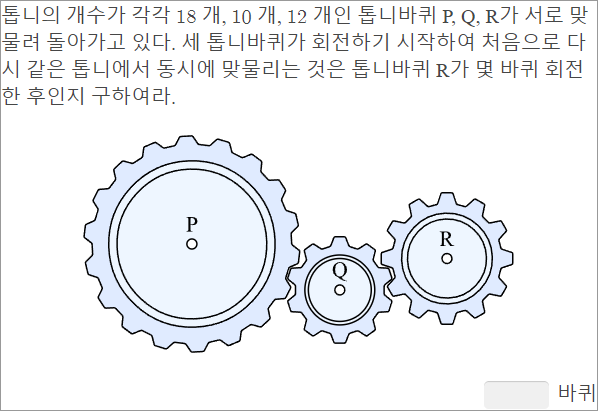 톱니의 개수가 각각 18 개, 10 개, 12 개인 톱니바퀴 P, Q, R가 서로 맞
물려 돌아가고 있다. 세 톱니바퀴가 회전하기 시작하여 처음으로 다
시 같은 톱니에서 동시에 맞물리는 것은 톱니바퀴 R가 몇 바퀴 회전
한 후인지 구하여라.
P
Q
R
바퀴